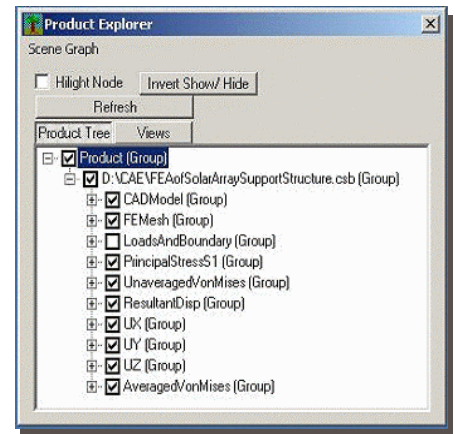 Product Explorer
Scene Graph
Hilight Node Invert Show/Hide
Refresh
Product Tree Views
Product (Group)
D:\CAE\FEAofSolarArraySupportStructure.csb (Group)
CADModel (Group)
FEMesh (Group)
LoadsAndBoundary (Group)
PrincipalStressS1 (Group)
UnaveragedVonMises (Group)
ResultantDisp (Group)
UX (Group)
UY (Group)
UZ (Group)
AveragedVonMises (Group)